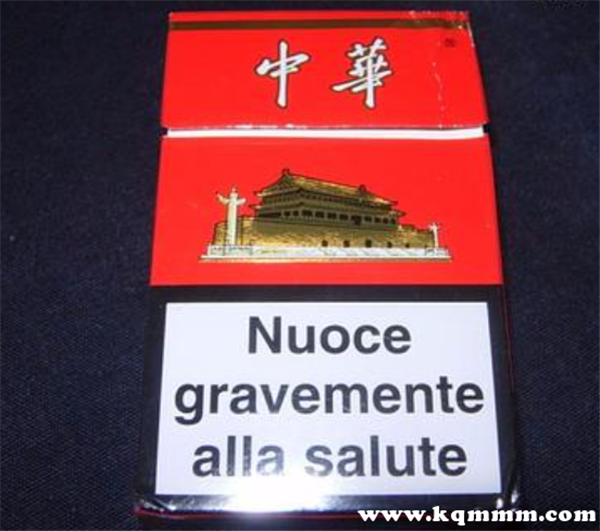 中華
®
Nuoce
gravemente
alla salute
www.kqmmm.com